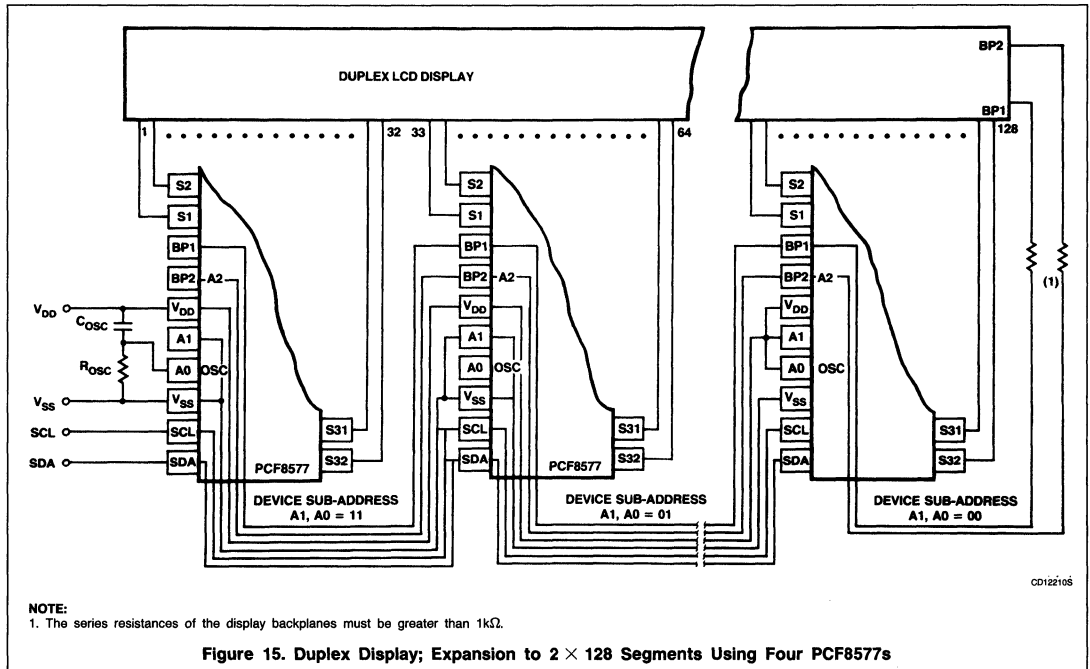 DUPLEX LCD DISPLAY
BP2
BP1
1 32 33 64 128
S2
S1
BP1
BP2 A2
VDD
A1
A0 OSC
VSS
SCL
SDA
VDD
COSC
ROSC
VSS
SCL
SDA
S31
S32
PCF8577
DEVICE SUB-ADDRESS
A1, A0 = 11
S2
S1
BP1
BP2 A2
VDD
A1
A0 OSC
VSS
SCL
SDA
S31
S32
PCF8577
DEVICE SUB-ADDRESS
A1, A0 = 01
S2
S1
BP1
BP2 A2
VDD
A1
A0 OSC
VSS
SCL
SDA
S31
S32
DEVICE SUB-ADDRESS
A1, A0 = 00
(1)
CD12210S
NOTE:
1. The series resistances of the display backplanes must be greater than 1kΩ.
Figure 15. Duplex Display; Expansion to 2 × 128 Segments Using Four PCF8577s